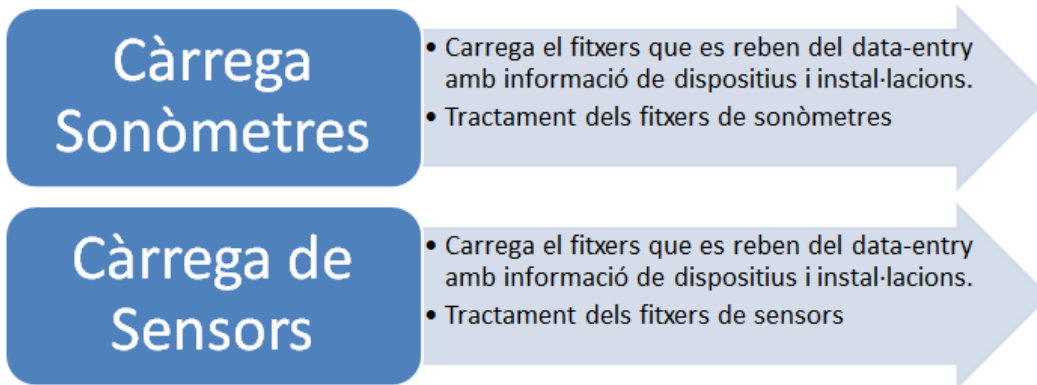 Càrrega
Sonòmetres
• Carrega el fitxers que es reben del data-entry
amb informació de dispositius i instal·lacions.
• Tractament dels fitxers de sonòmetres
Càrrega de
Sensors
• Carrega el fitxers que es reben del data-entry
amb informació de dispositius i instal·lacions.
• Tractament dels fitxers de sensors